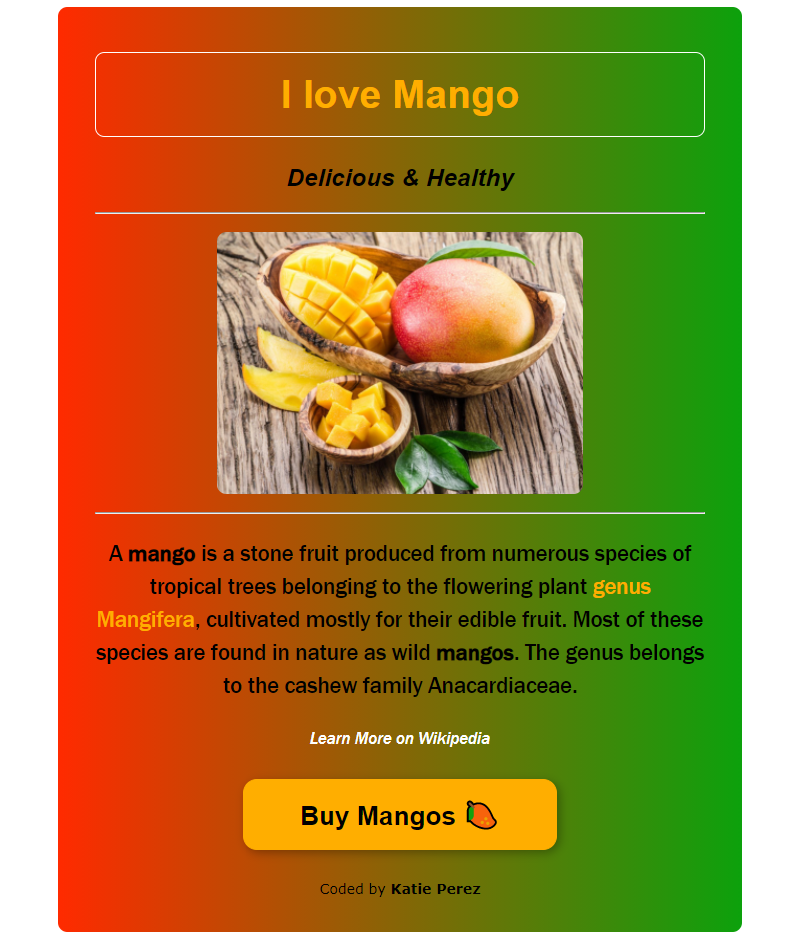 I love Mango
Delicious & Healthy
A mango is a stone fruit produced from numerous species of
tropical trees belonging to the flowering plant genus
Mangifera, cultivated mostly for their edible fruit. Most of these
species are found in nature as wild mangos. The genus belongs
to the cashew family Anacardiaceae.
Learn More on Wikipedia
Buy Mangos 🥭
Coded by Katie Perez